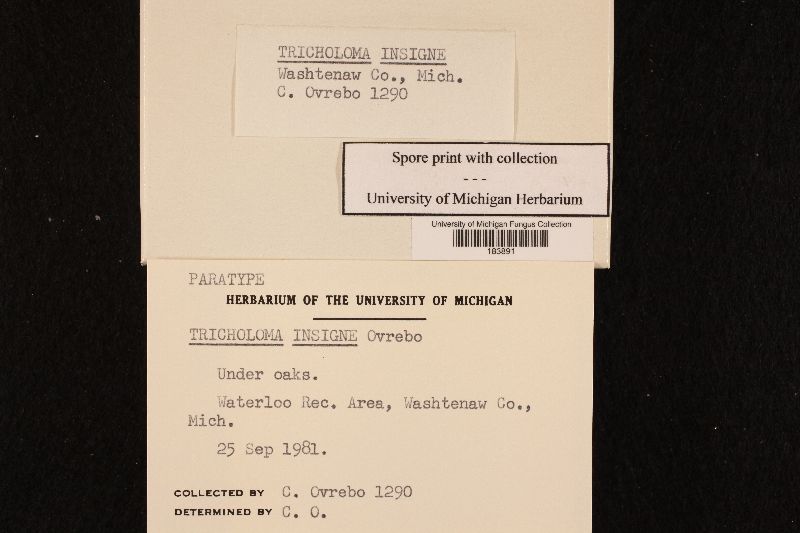 TRICHOLOMA INSIGNE
Washtenaw Co., Mich.
C. Ovrebo 1290
Spore print with collection
- - -
University of Michigan Herbarium
University of Michigan Fungus Collection
183891
PARATYPE
HERBARIUM OF THE UNIVERSITY OF MICHIGAN
TRICHOLOMA INSIGNE Ovrebo
Under oaks.
Waterloo Rec. Area, Washtenaw Co.,
Mich.
25 Sep 1981.
COLLECTED BY C. Ovrebo 1290
DETERMINED BY C. O.